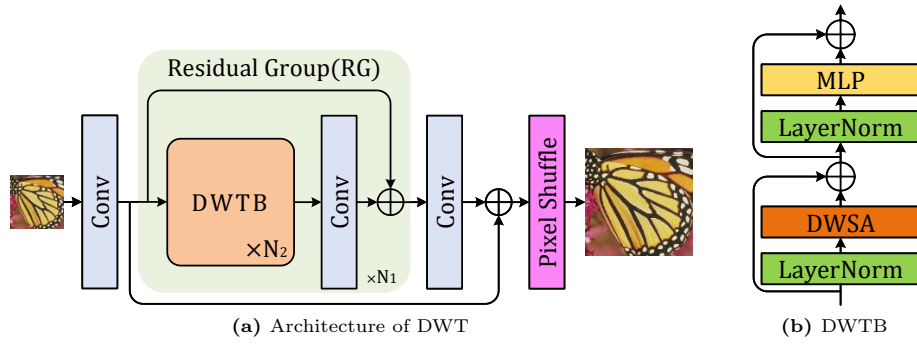 Residual Group(RG)
Conv
DWTB
×N₂
Conv
×N₁
Conv
Pixel Shuffle
(a) Architecture of DWT
MLP
LayerNorm
DWSA
LayerNorm
(b) DWTB